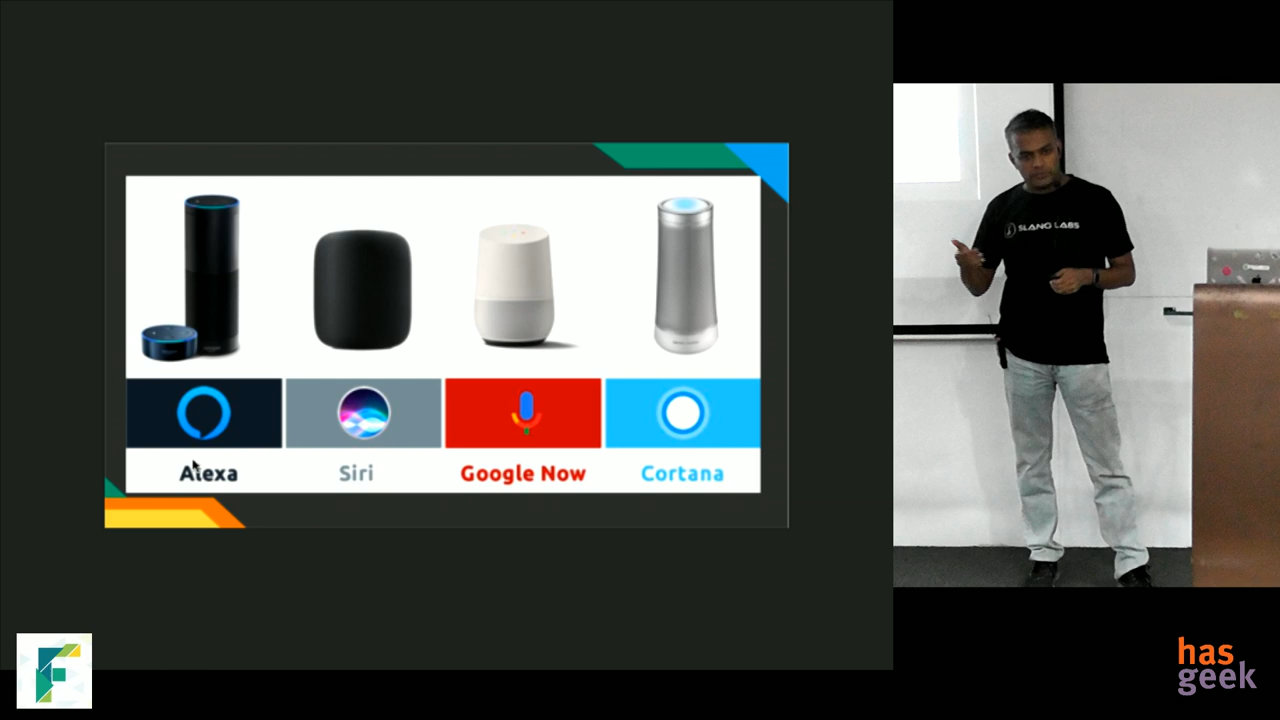 Alexa
Siri
Google Now
Cortana
SLANG LABS
has
geek